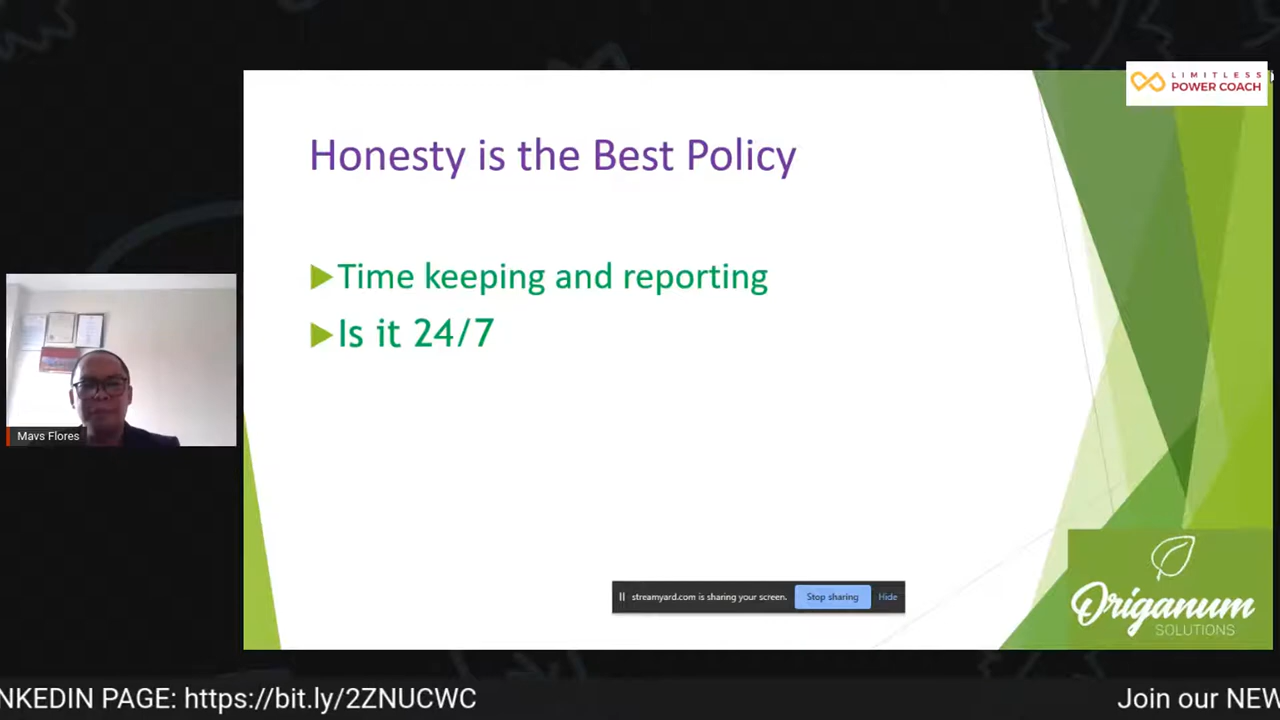 LIMITLESS
POWER COACH
Honesty is the Best Policy
Time keeping and reporting
Is it 24/7
Mavs Flores
streamyard.com is sharing your screen. Stop sharing Hide
Origanum
SOLUTIONS
NKEDIN PAGE: https://bit.ly/2ZNUCWC Join our NEW